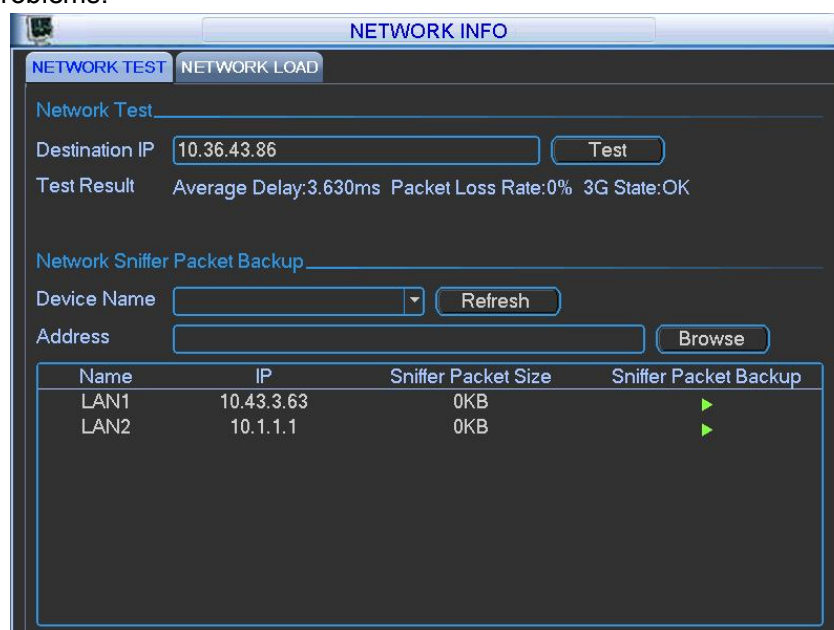 roblems.
NETWORK INFO
NETWORK TEST NETWORK LOAD
Network Test
Destination IP 10.36.43.86 Test
Test Result Average Delay:3.630ms Packet Loss Rate:0% 3G State:OK
Network Sniffer Packet Backup
Device Name Refresh
Address Browse
Name IP Sniffer Packet Size Sniffer Packet Backup
LAN1 10.43.3.63 0KB
LAN2 10.1.1.1 0KB